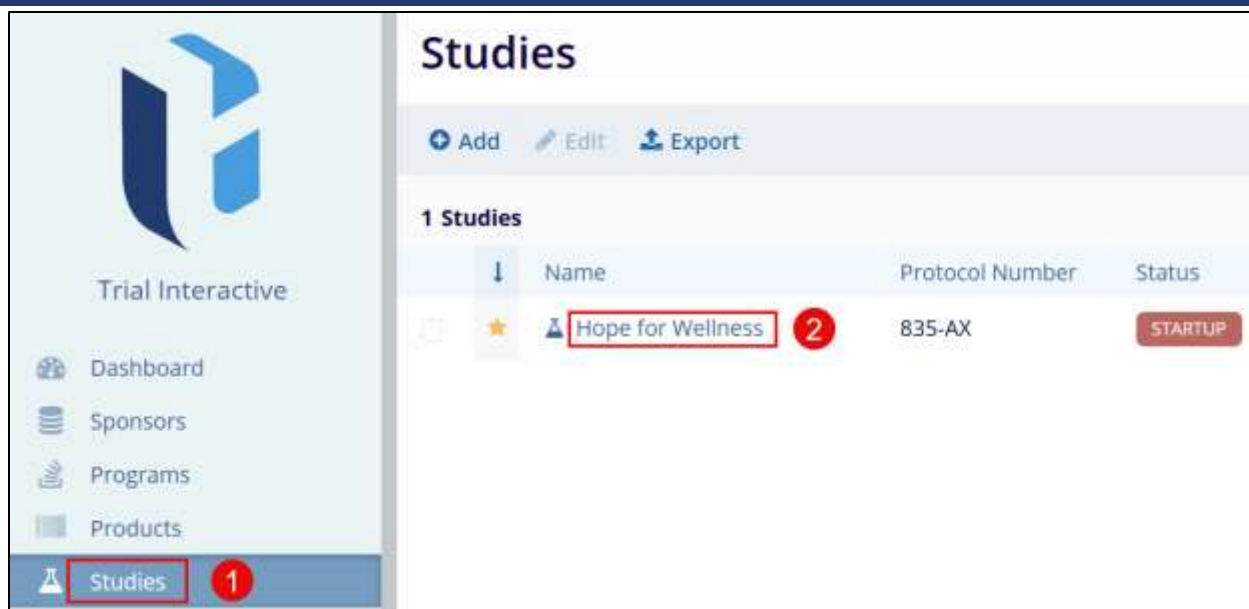 Trial Interactive
Dashboard
Sponsors
Programs
Products
Studies 1
Studies
Add Edit Export
1 Studies
Name Protocol Number Status
Hope for Wellness 2 835-AX STARTUP